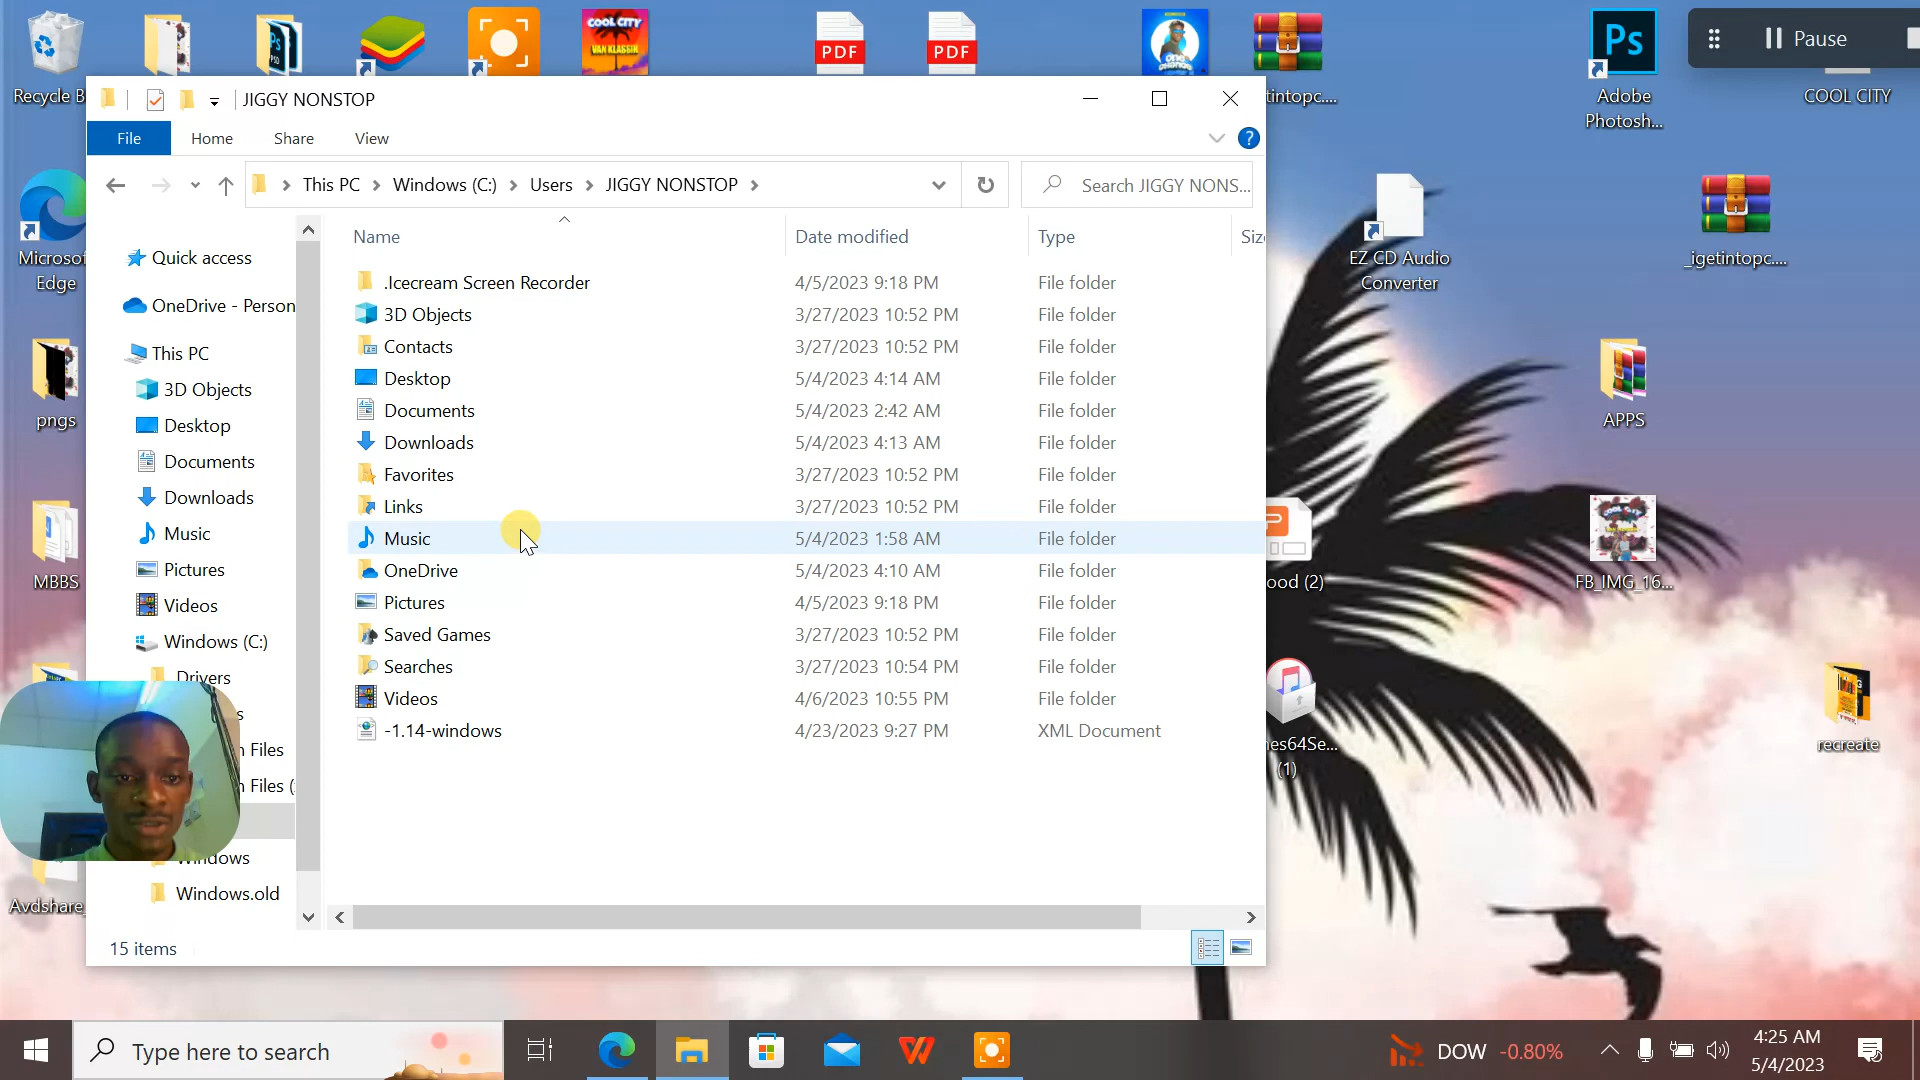 COOL CITY
VAN KLASSIN
PDF
PDF
Ps
Pause
Recycle B
JIGGY NONSTOP
tintopc....
Adobe
Photosh...
COOL CITY
File
Home
Share
View
This PC
Windows (C:)
Users
JIGGY NONSTOP
Search JIGGY NONS...
Name
Date modified
Type
Siz
Microsof
Edge
EZ CD Audio
Converter
_igetintopc....
Quick access
OneDrive - Person
This PC
3D Objects
Desktop
Documents
Downloads
Music
Pictures
Videos
Windows (C:)
Drivers
n Files
n Files (
Windows
Windows.old
.Icecream Screen Recorder 4/5/2023 9:18 PM File folder
3D Objects 3/27/2023 10:52 PM File folder
Contacts 3/27/2023 10:52 PM File folder
Desktop 5/4/2023 4:14 AM File folder
Documents 5/4/2023 2:42 AM File folder
Downloads 5/4/2023 4:13 AM File folder
Favorites 3/27/2023 10:52 PM File folder
Links 3/27/2023 10:52 PM File folder
Music 5/4/2023 1:58 AM File folder
OneDrive 5/4/2023 4:10 AM File folder
Pictures 4/5/2023 9:18 PM File folder
Saved Games 3/27/2023 10:52 PM File folder
Searches 3/27/2023 10:54 PM File folder
Videos 4/6/2023 10:55 PM File folder
-1.14-windows 4/23/2023 9:27 PM XML Document
pngs
MBBS
Avdshare
APPS
ood (2)
FB_IMG_16...
nes64Se...
(1)
recreate
15 items
Type here to search
DOW -0.80%
4:25 AM
5/4/2023